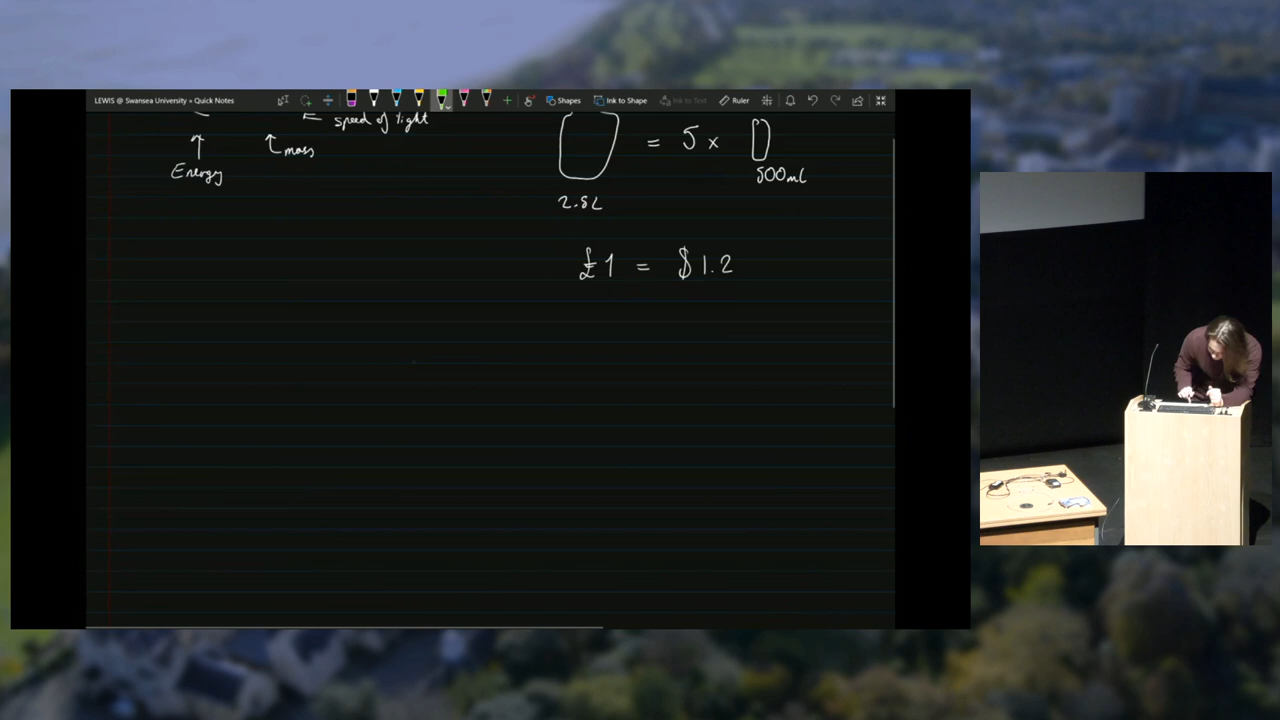 LEWIS @ Swansea University » Quick Notes
Shapes
Ink to Shape
Ink to Text
Ruler
speed of light
mass
Energy
= 5 x
500mL
2.5L
£1 = $1.2